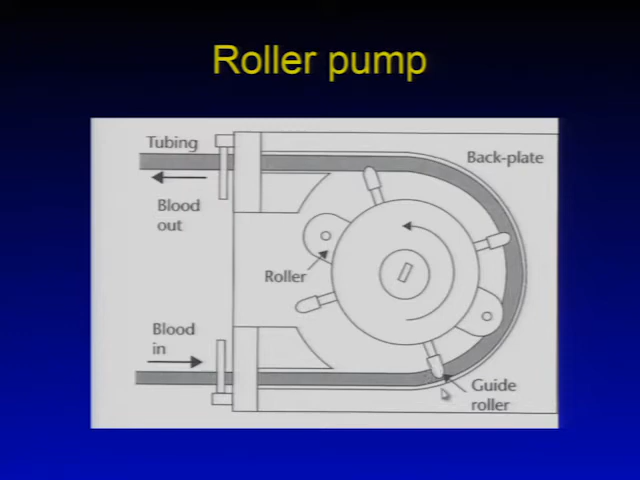 Roller pump
Tubing
Back-plate
Blood
out
Roller
Blood
in
Guide
roller